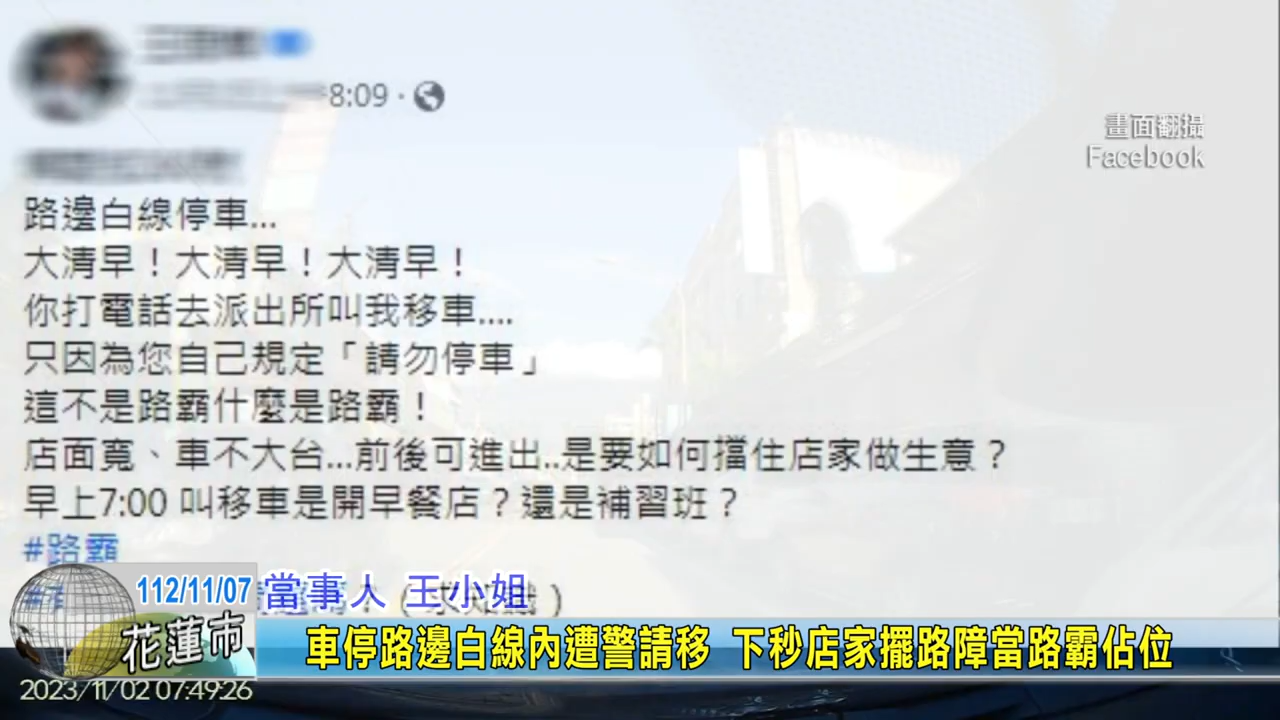 8:09
畫面翻攝
Facebook
路邊白線停車...
大清早！大清早！大清早！
你打電話去派出所叫我移車....
只因為您自己規定「請勿停車」
這不是路霸什麼是路霸！
店面寬、車不大台...前後可進出..是要如何擋住店家做生意？
早上7:00 叫移車是開早餐店？還是補習班？
#路霸
112/11/07
當事人 王小姐
花蓮市
車停路邊白線內遭警請移 下秒店家擺路障當路霸佔位
2023/11/02 07:49:26